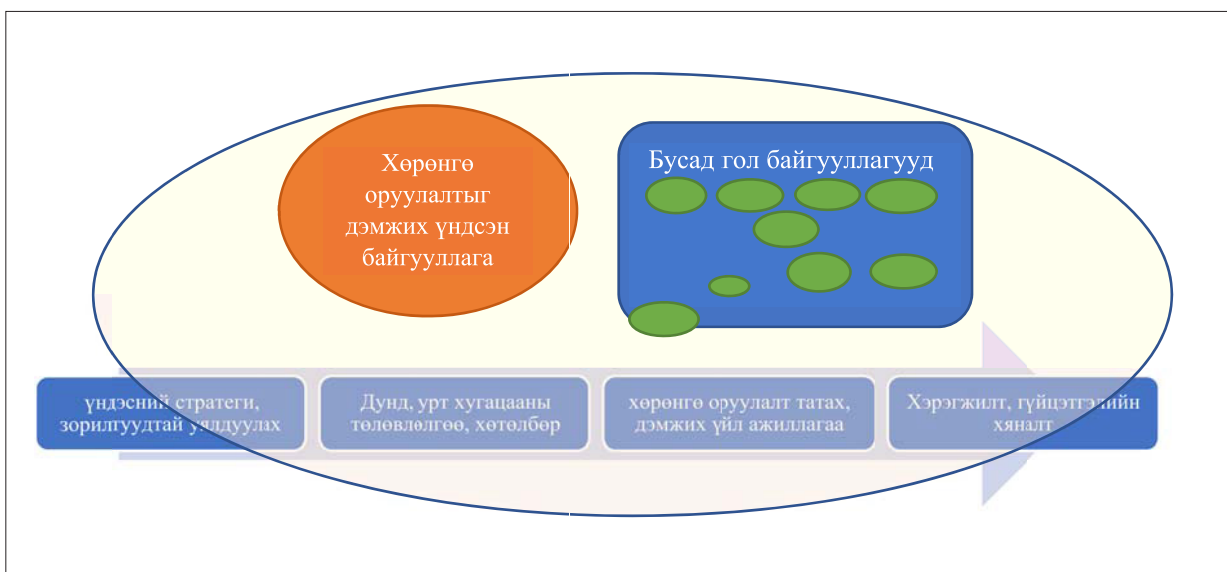 Хөрөнгө
оруулалтыг
дэмжих үндсэн
байгууллага
Бусад гол байгууллагууд
үндэсний стратеги,
зорилгуудтай уялдуулах
Дунд, урт хугацааны
төлөвлөлгөө, хөтөлбөр
хөрөнгө оруулалт татах,
дэмжих үйл ажиллагаа
Хэрэгжилт, гүйцэтгэлийн
хяналт